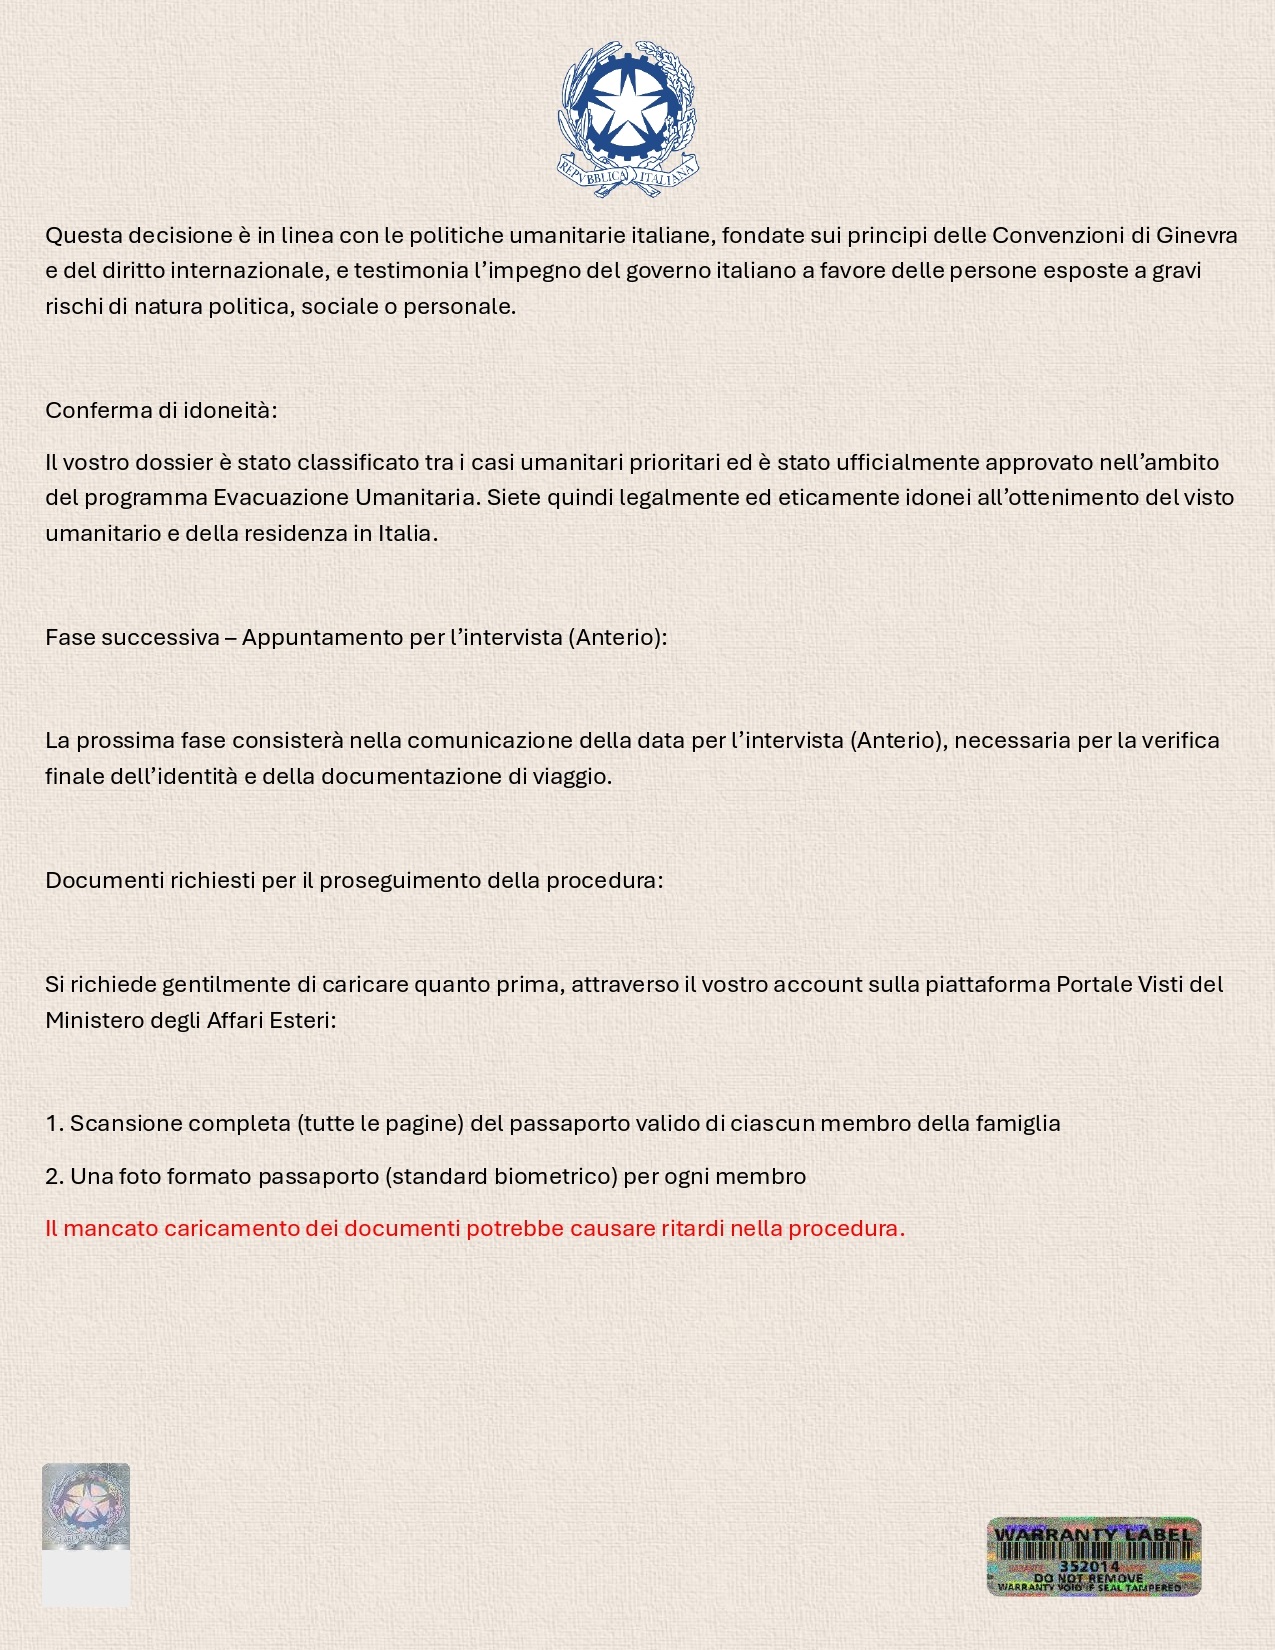 REPVBBLICA ITALIANA
Questa decisione è in linea con le politiche umanitarie italiane, fondate sui principi delle Convenzioni di Ginevra
e del diritto internazionale, e testimonia l’impegno del governo italiano a favore delle persone esposte a gravi
rischi di natura politica, sociale o personale.
Conferma di idoneità:
Il vostro dossier è stato classificato tra i casi umanitari prioritari ed è stato ufficialmente approvato nell’ambito
del programma Evacuazione Umanitaria. Siete quindi legalmente ed eticamente idonei all’ottenimento del visto
umanitario e della residenza in Italia.
Fase successiva – Appuntamento per l’intervista (Anterio):
La prossima fase consisterà nella comunicazione della data per l’intervista (Anterio), necessaria per la verifica
finale dell’identità e della documentazione di viaggio.
Documenti richiesti per il proseguimento della procedura:
Si richiede gentilmente di caricare quanto prima, attraverso il vostro account sulla piattaforma Portale Visti del
Ministero degli Affari Esteri:
1. Scansione completa (tutte le pagine) del passaporto valido di ciascun membro della famiglia
2. Una foto formato passaporto (standard biometrico) per ogni membro
Il mancato caricamento dei documenti potrebbe causare ritardi nella procedura.
WARRANTY LABEL
352014
DO NOT REMOVE
WARRANTY VOID IF SEAL TAMPERED